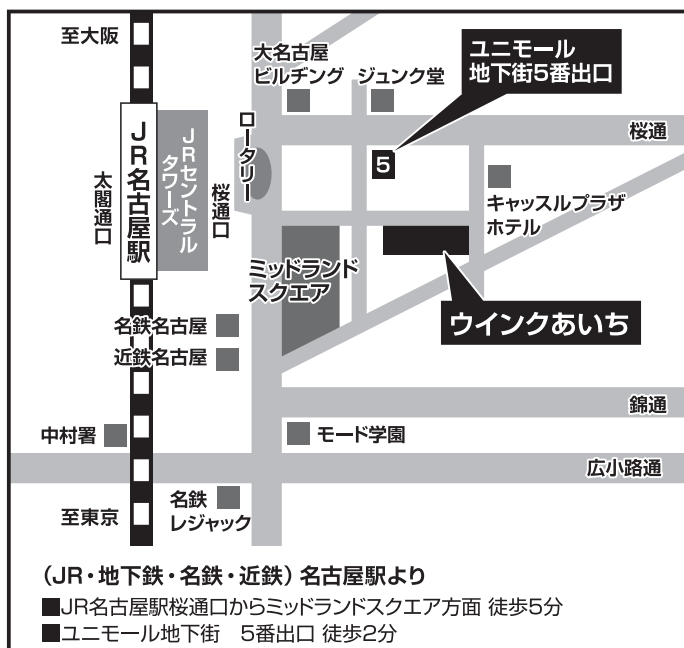 至大阪
大名古屋
ビルヂング
ジュンク堂
ユニモール
地下街5番出口
桜通
ロータリー
JR名古屋駅
JRセントラル
タワーズ
太閤通口
桜通口
5
キャッスルプラザ
ホテル
ミッドランド
スクエア
ウインクあいち
名鉄名古屋
近鉄名古屋
錦通
中村署
モード学園
広小路通
名鉄
レジャック
至東京
(JR・地下鉄・名鉄・近鉄)名古屋駅より
■JR名古屋駅桜通口からミッドランドスクエア方面 徒歩5分
■ユニモール地下街 5番出口 徒歩2分